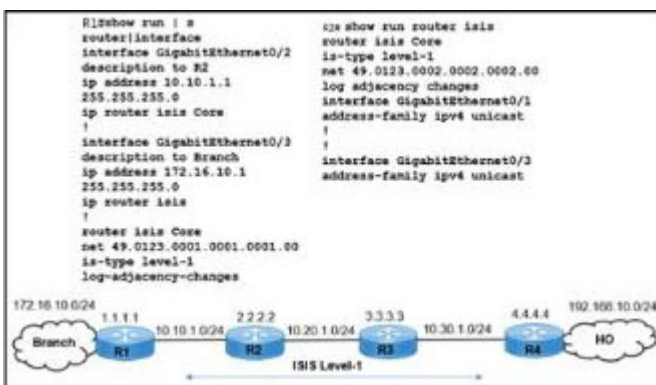 R1#show run | s
router|interface
interface GigabitEthernet0/2
description to R2
ip address 10.10.1.1
255.255.255.0
ip router isis Core
!
interface GigabitEthernet0/3
description to Branch
ip address 172.16.10.1
255.255.255.0
ip router isis
!
router isis Core
net 49.0123.0001.0001.0001.00
is-type level-1
log-adjacency-changes
R2# show run router isis
router isis Core
is-type level-1
net 49.0123.0002.0002.0002.00
log adjacency changes
interface GigabitEthernet0/1
address-family ipv4 unicast
!
!
interface GigabitEthernet0/3
address-family ipv4 unicast
172.16.10.0/24
1.1.1.1
10.10.1.0/24
2.2.2.2
10.20.1.0/24
3.3.3.3
10.30.1.0/24
4.4.4.4
192.168.10.0/24
Branch
R1
R2
R3
R4
HO
ISIS Level-1